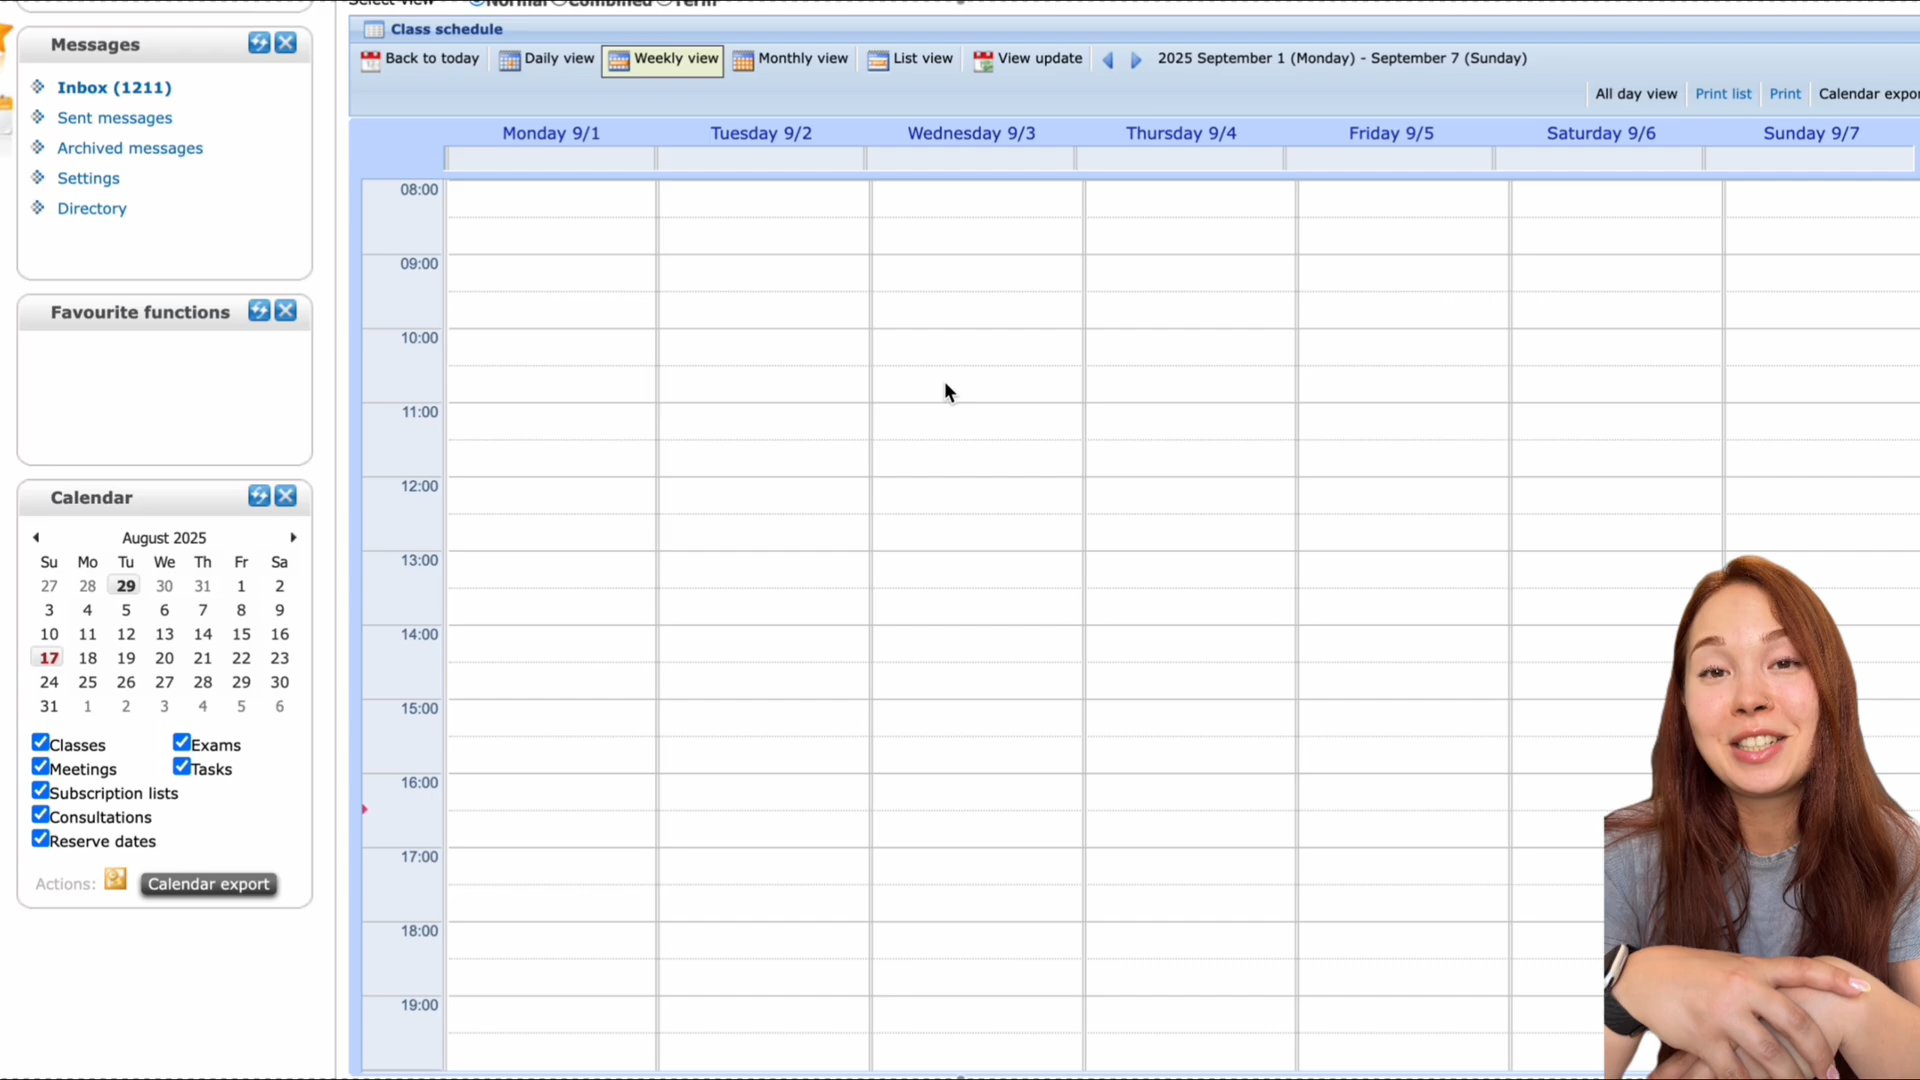 Select view Normal Combined Term
Class schedule
Back to today Daily view Weekly view Monthly view List view View update 2025 September 1 (Monday) - September 7 (Sunday)
All day view Print list Print Calendar expor
Messages
Inbox (1211)
Sent messages
Archived messages
Settings
Directory
Favourite functions
Calendar
August 2025
Su Mo Tu We Th Fr Sa
27 28 29 30 31 1 2
3 4 5 6 7 8 9
10 11 12 13 14 15 16
17 18 19 20 21 22 23
24 25 26 27 28 29 30
31 1 2 3 4 5 6
Classes Exams
Meetings Tasks
Subscription lists
Consultations
Reserve dates
Actions: Calendar export
Monday 9/1 Tuesday 9/2 Wednesday 9/3 Thursday 9/4 Friday 9/5 Saturday 9/6 Sunday 9/7
08:00
09:00
10:00
11:00
12:00
13:00
14:00
15:00
16:00
17:00
18:00
19:00